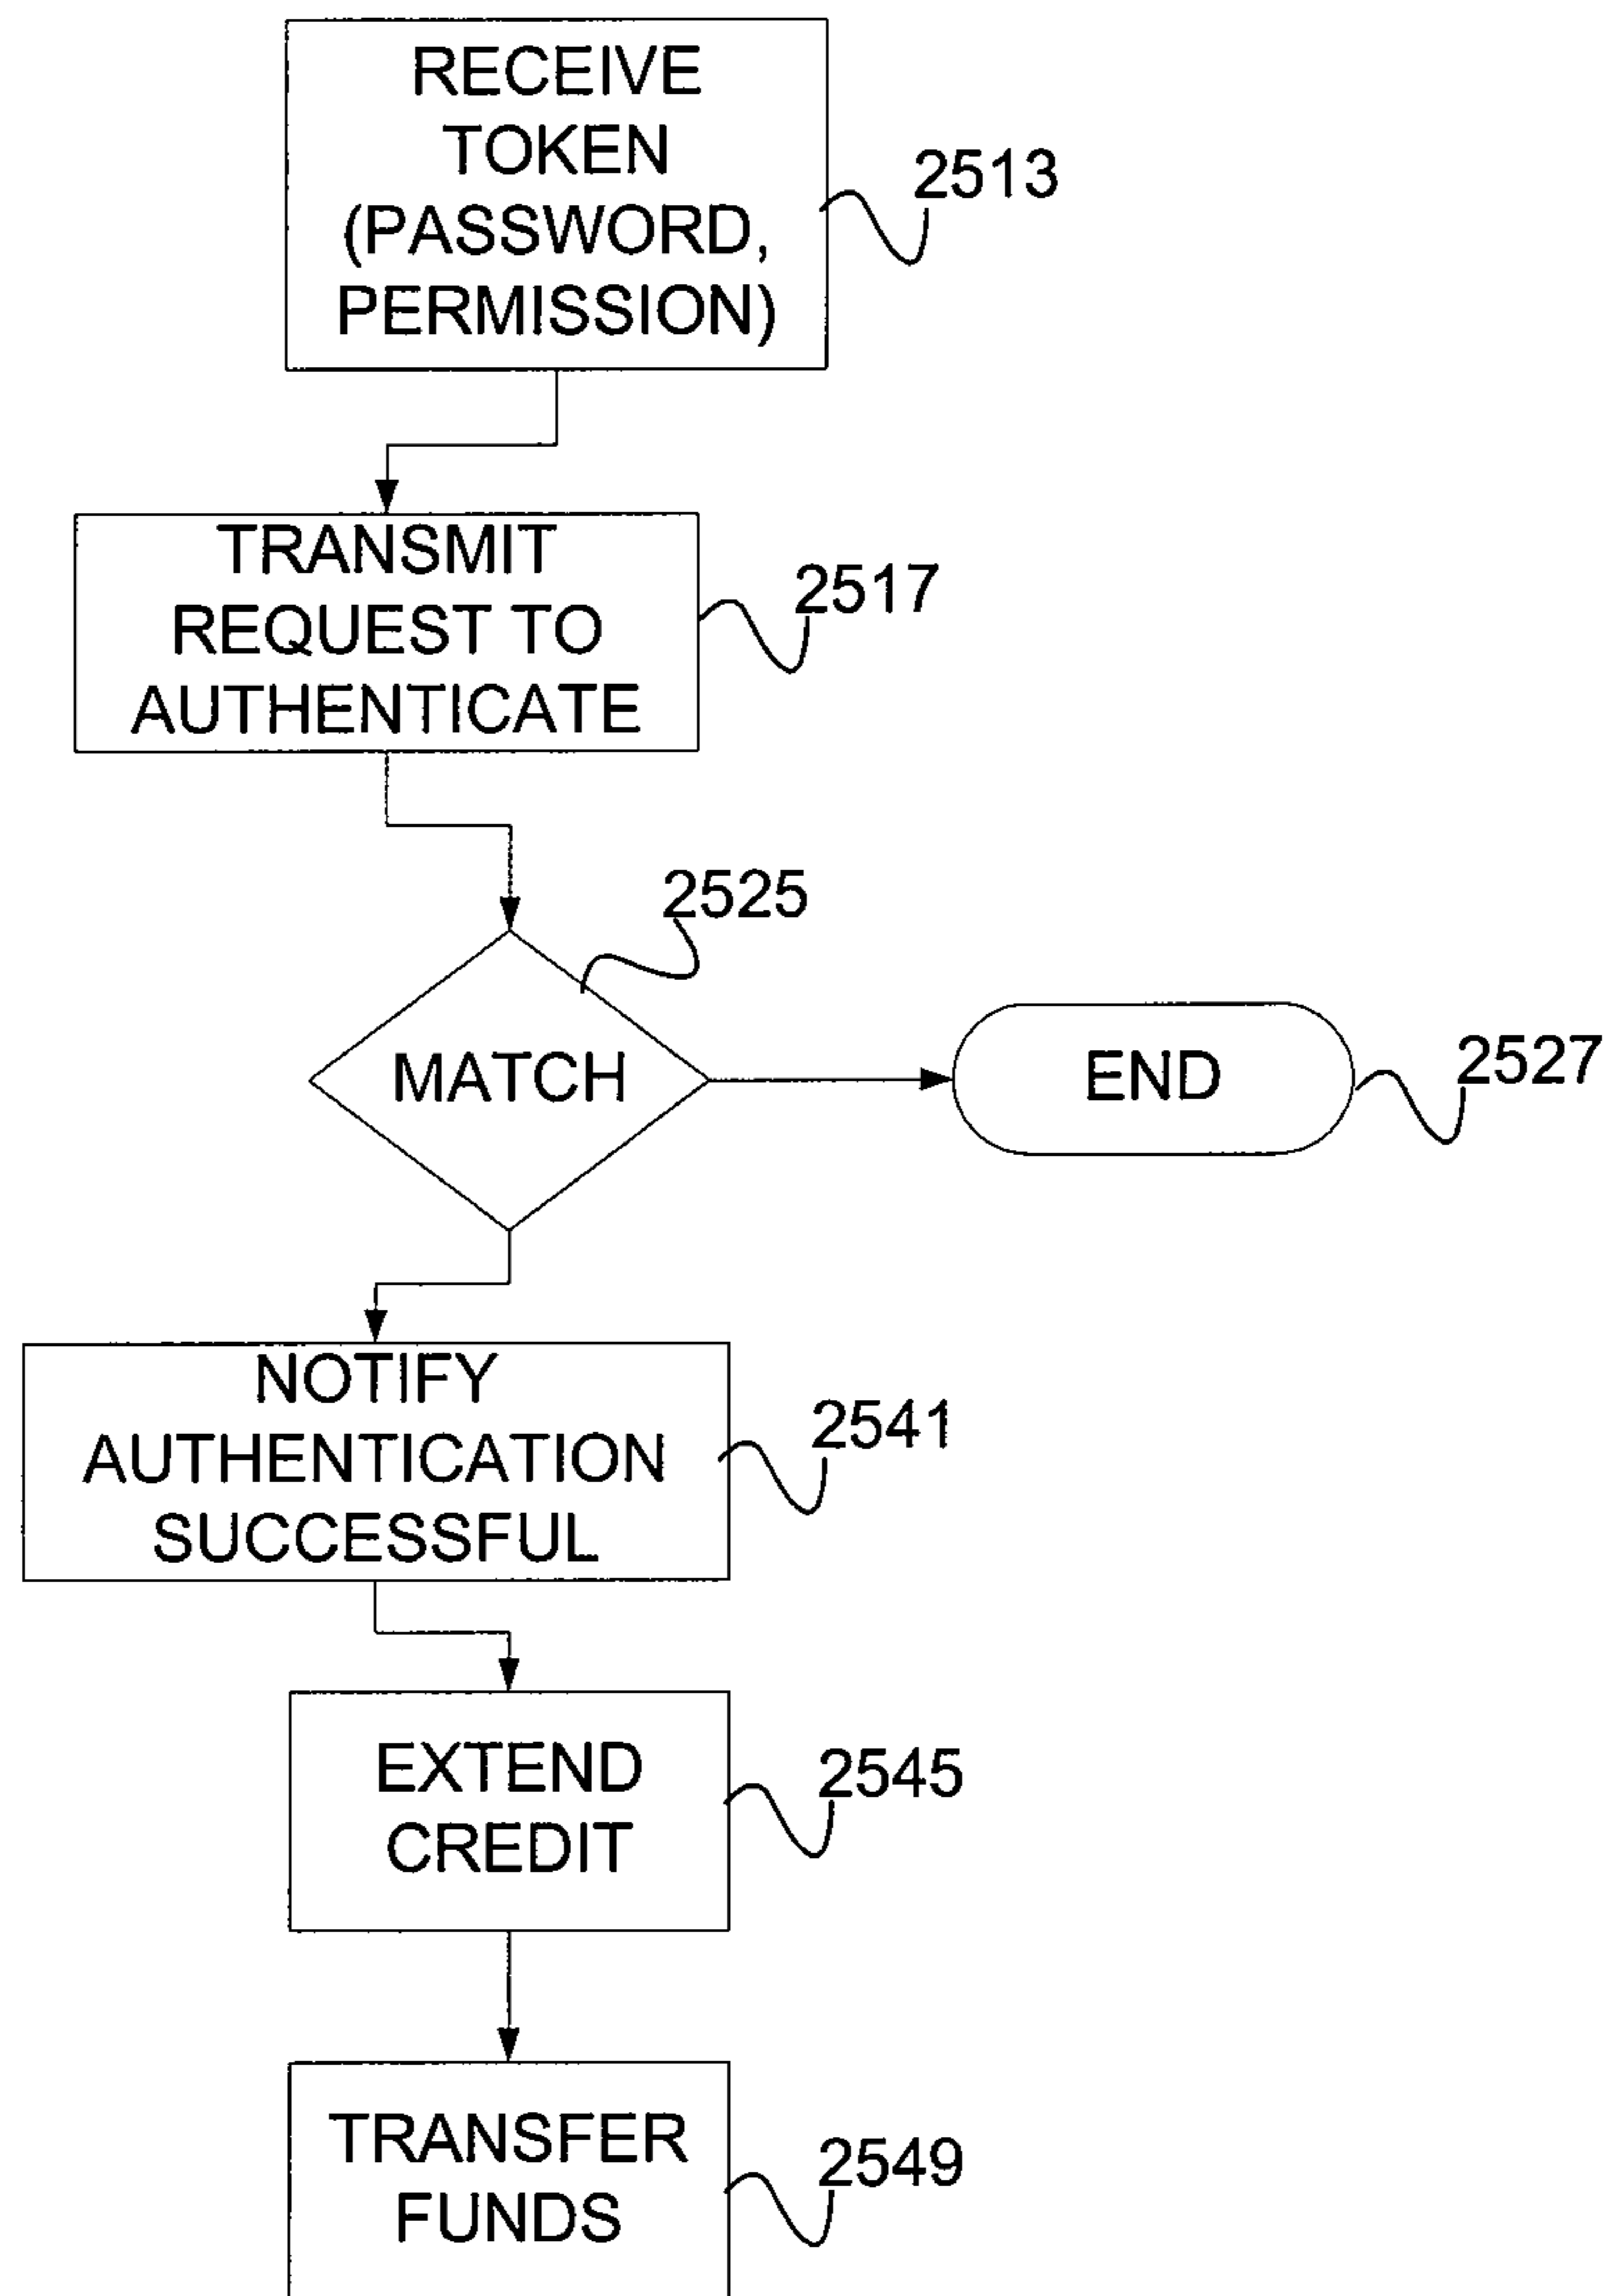 RECEIVE
TOKEN
(PASSWORD,
PERMISSION)
2513
TRANSMIT
REQUEST TO
AUTHENTICATE
2517
2525
MATCH
END
2527
NOTIFY
AUTHENTICATION
SUCCESSFUL
2541
EXTEND
CREDIT
2545
TRANSFER
FUNDS
2549